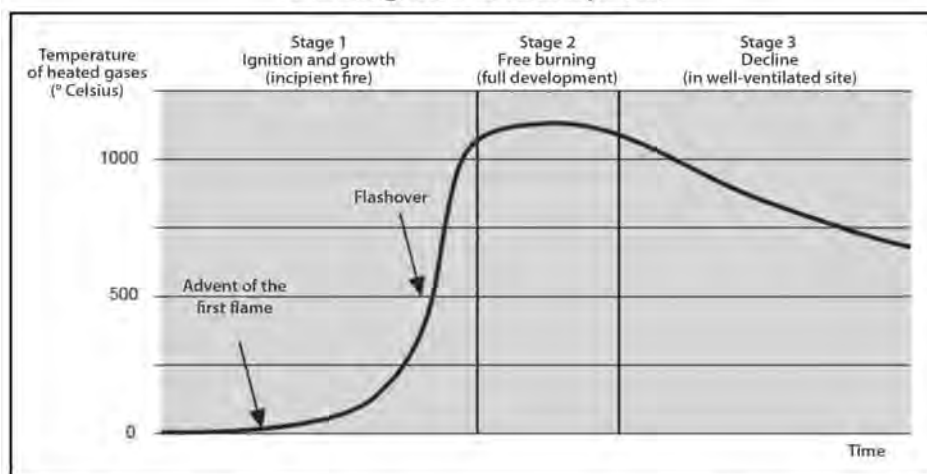 Temperature
of heated gases
(° Celsius)
Stage 1
Ignition and growth
(incipient fire)
Stage 2
Free burning
(full development)
Stage 3
Decline
(in well-ventilated site)
1000
Flashover
500
Advent of the
first flame
0
Time